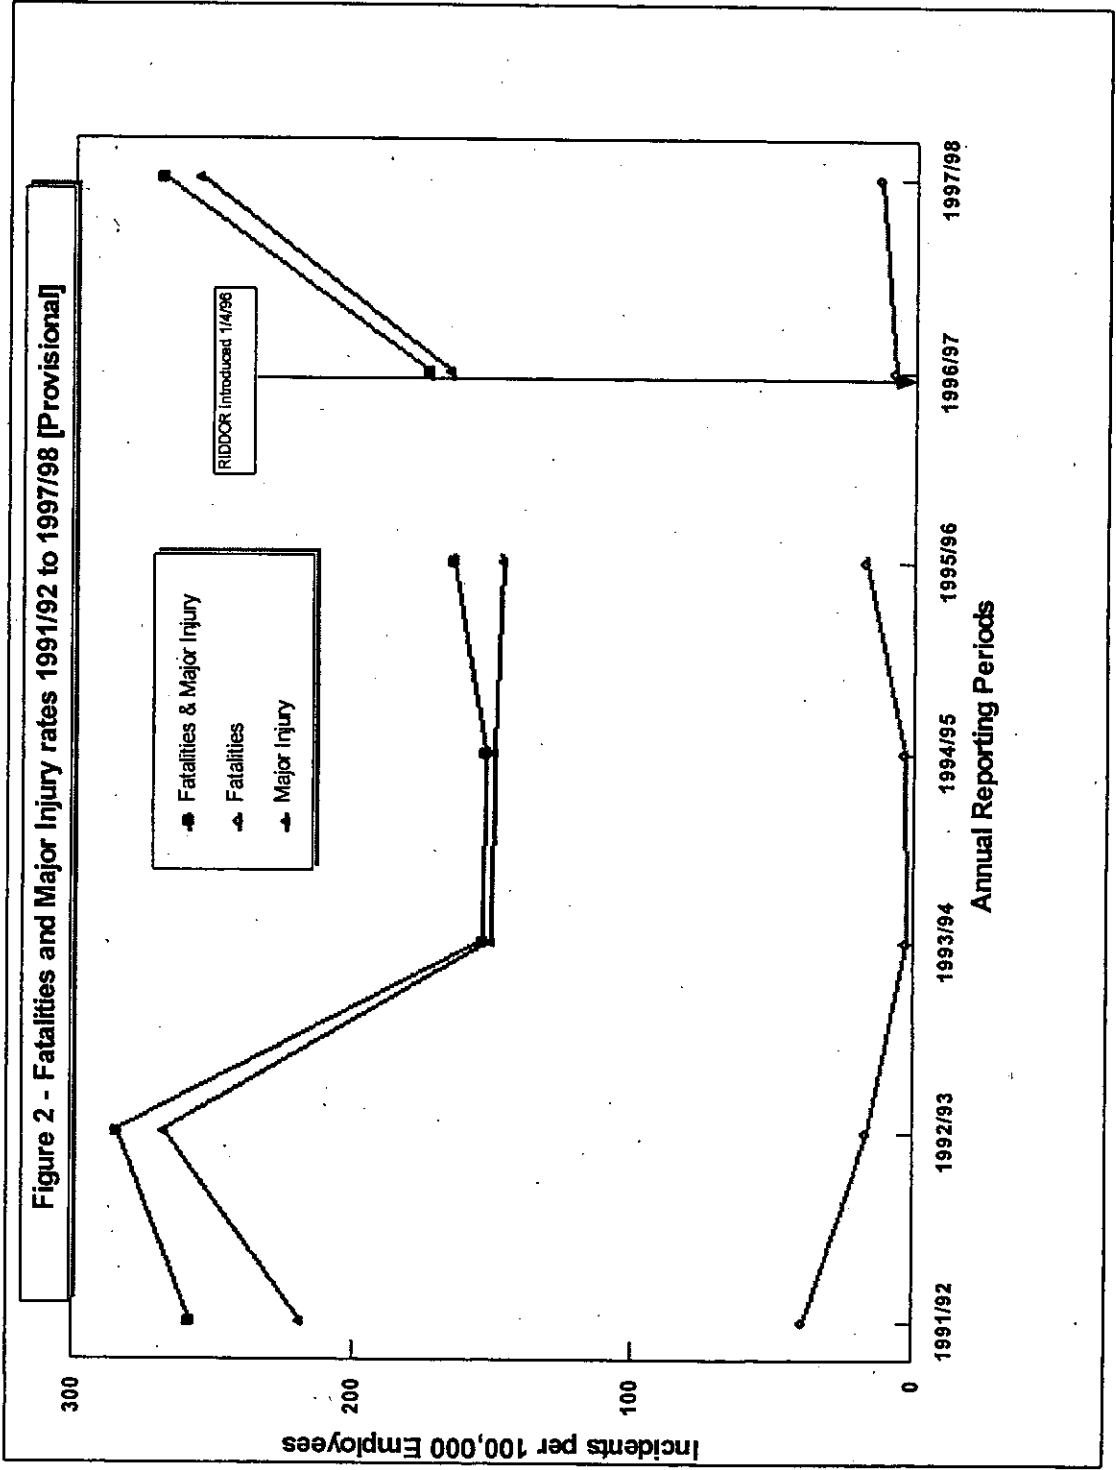 Figure 2 - Fatalities and Major Injury rates 1991/92 to 1997/98 [Provisional]
Incidents per 100,000 Employees
300
200
100
0
Fatalities & Major Injury
Fatalities
Major Injury
RIDDOR introduced 1/4/96
1991/92
1992/93
1993/94
1994/95
1995/96
1996/97
1997/98
Annual Reporting Periods